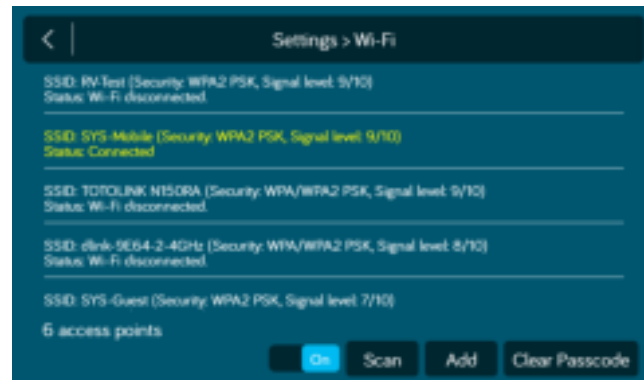 Settings > Wi-Fi
SSID: RV-Test (Security: WPA2 PSK, Signal level: 9/10)
Status: Wi-Fi disconnected.
SSID: SYS-Mobile (Security: WPA2 PSK, Signal level: 9/10)
Status: Connected
SSID: TOTOLINK N150RA (Security: WPA/WPA2 PSK, Signal level: 9/10)
Status: Wi-Fi disconnected.
SSID: dlink-9E64-2-4GHz (Security: WPA/WPA2 PSK, Signal level: 8/10)
Status: Wi-Fi disconnected.
SSID: SYS-Guest (Security: WPA2 PSK, Signal level: 7/10)
6 access points
On Scan Add Clear Passcode